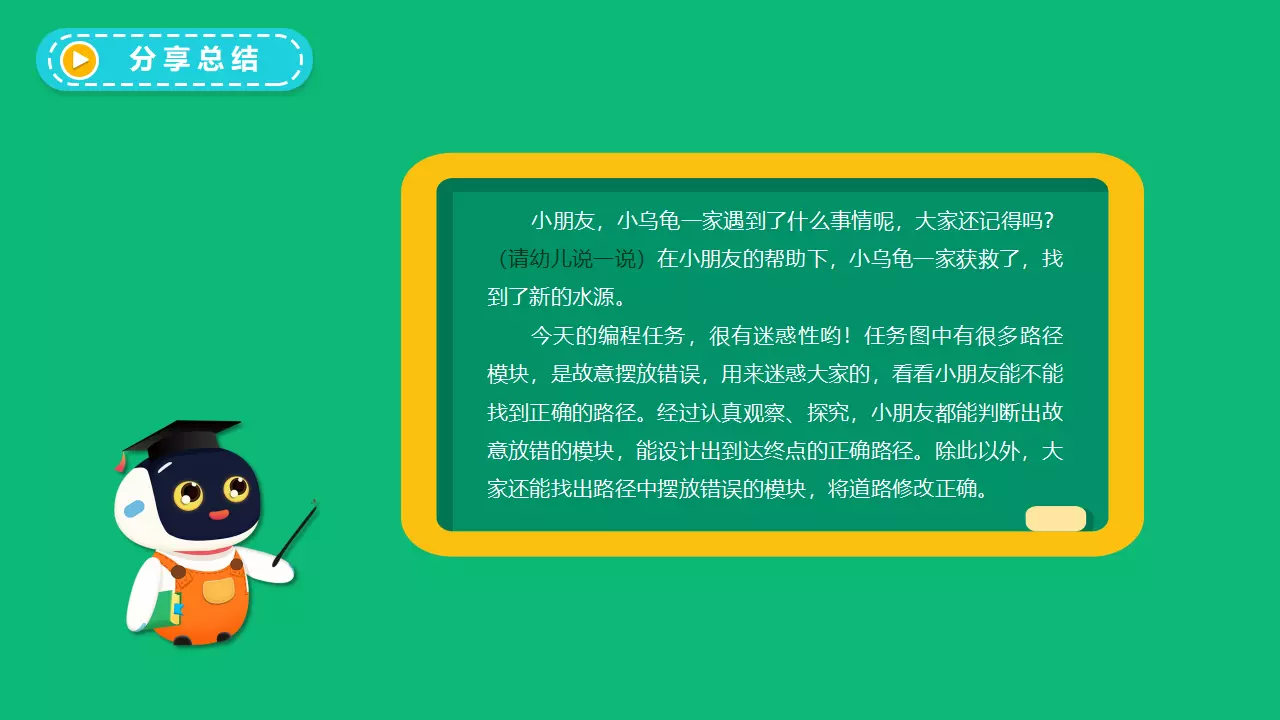 分享总结
小朋友，小乌龟一家遇到了什么事情呢，大家还记得吗？
（请幼儿说一说）在小朋友的帮助下，小乌龟一家获救了，找
到了新的水源。
今天的编程任务，很有迷惑性哟！任务图中有很多路径
模块，是故意摆放错误，用来迷惑大家的，看看小朋友能不能
找到正确的路径。经过认真观察、探究，小朋友都能判断出故
意放错的模块，能设计出到达终点的正确路径。除此以外，大
家还能找出路径中摆放错误的模块，将道路修改正确。